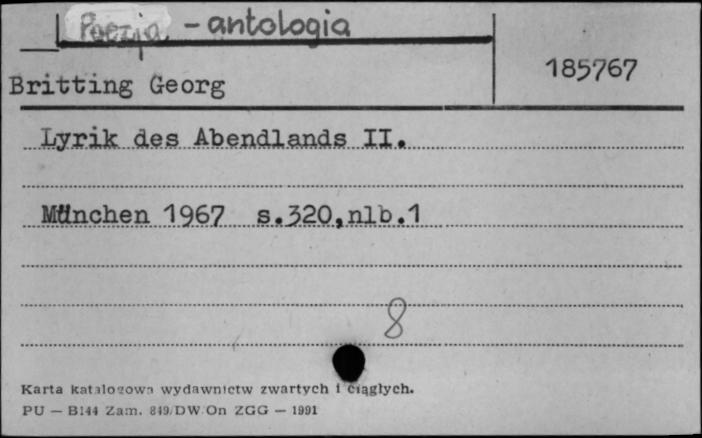 Poezja - antologia
185767
Britting Georg
Lyrik des Abendlands II.
München 1967 s.320,nlb.1
8
Karta katalogowa wydawnictw zwartych i ciągłych.
PU — B144 Zam. 849/DW/On ZGG — 1991